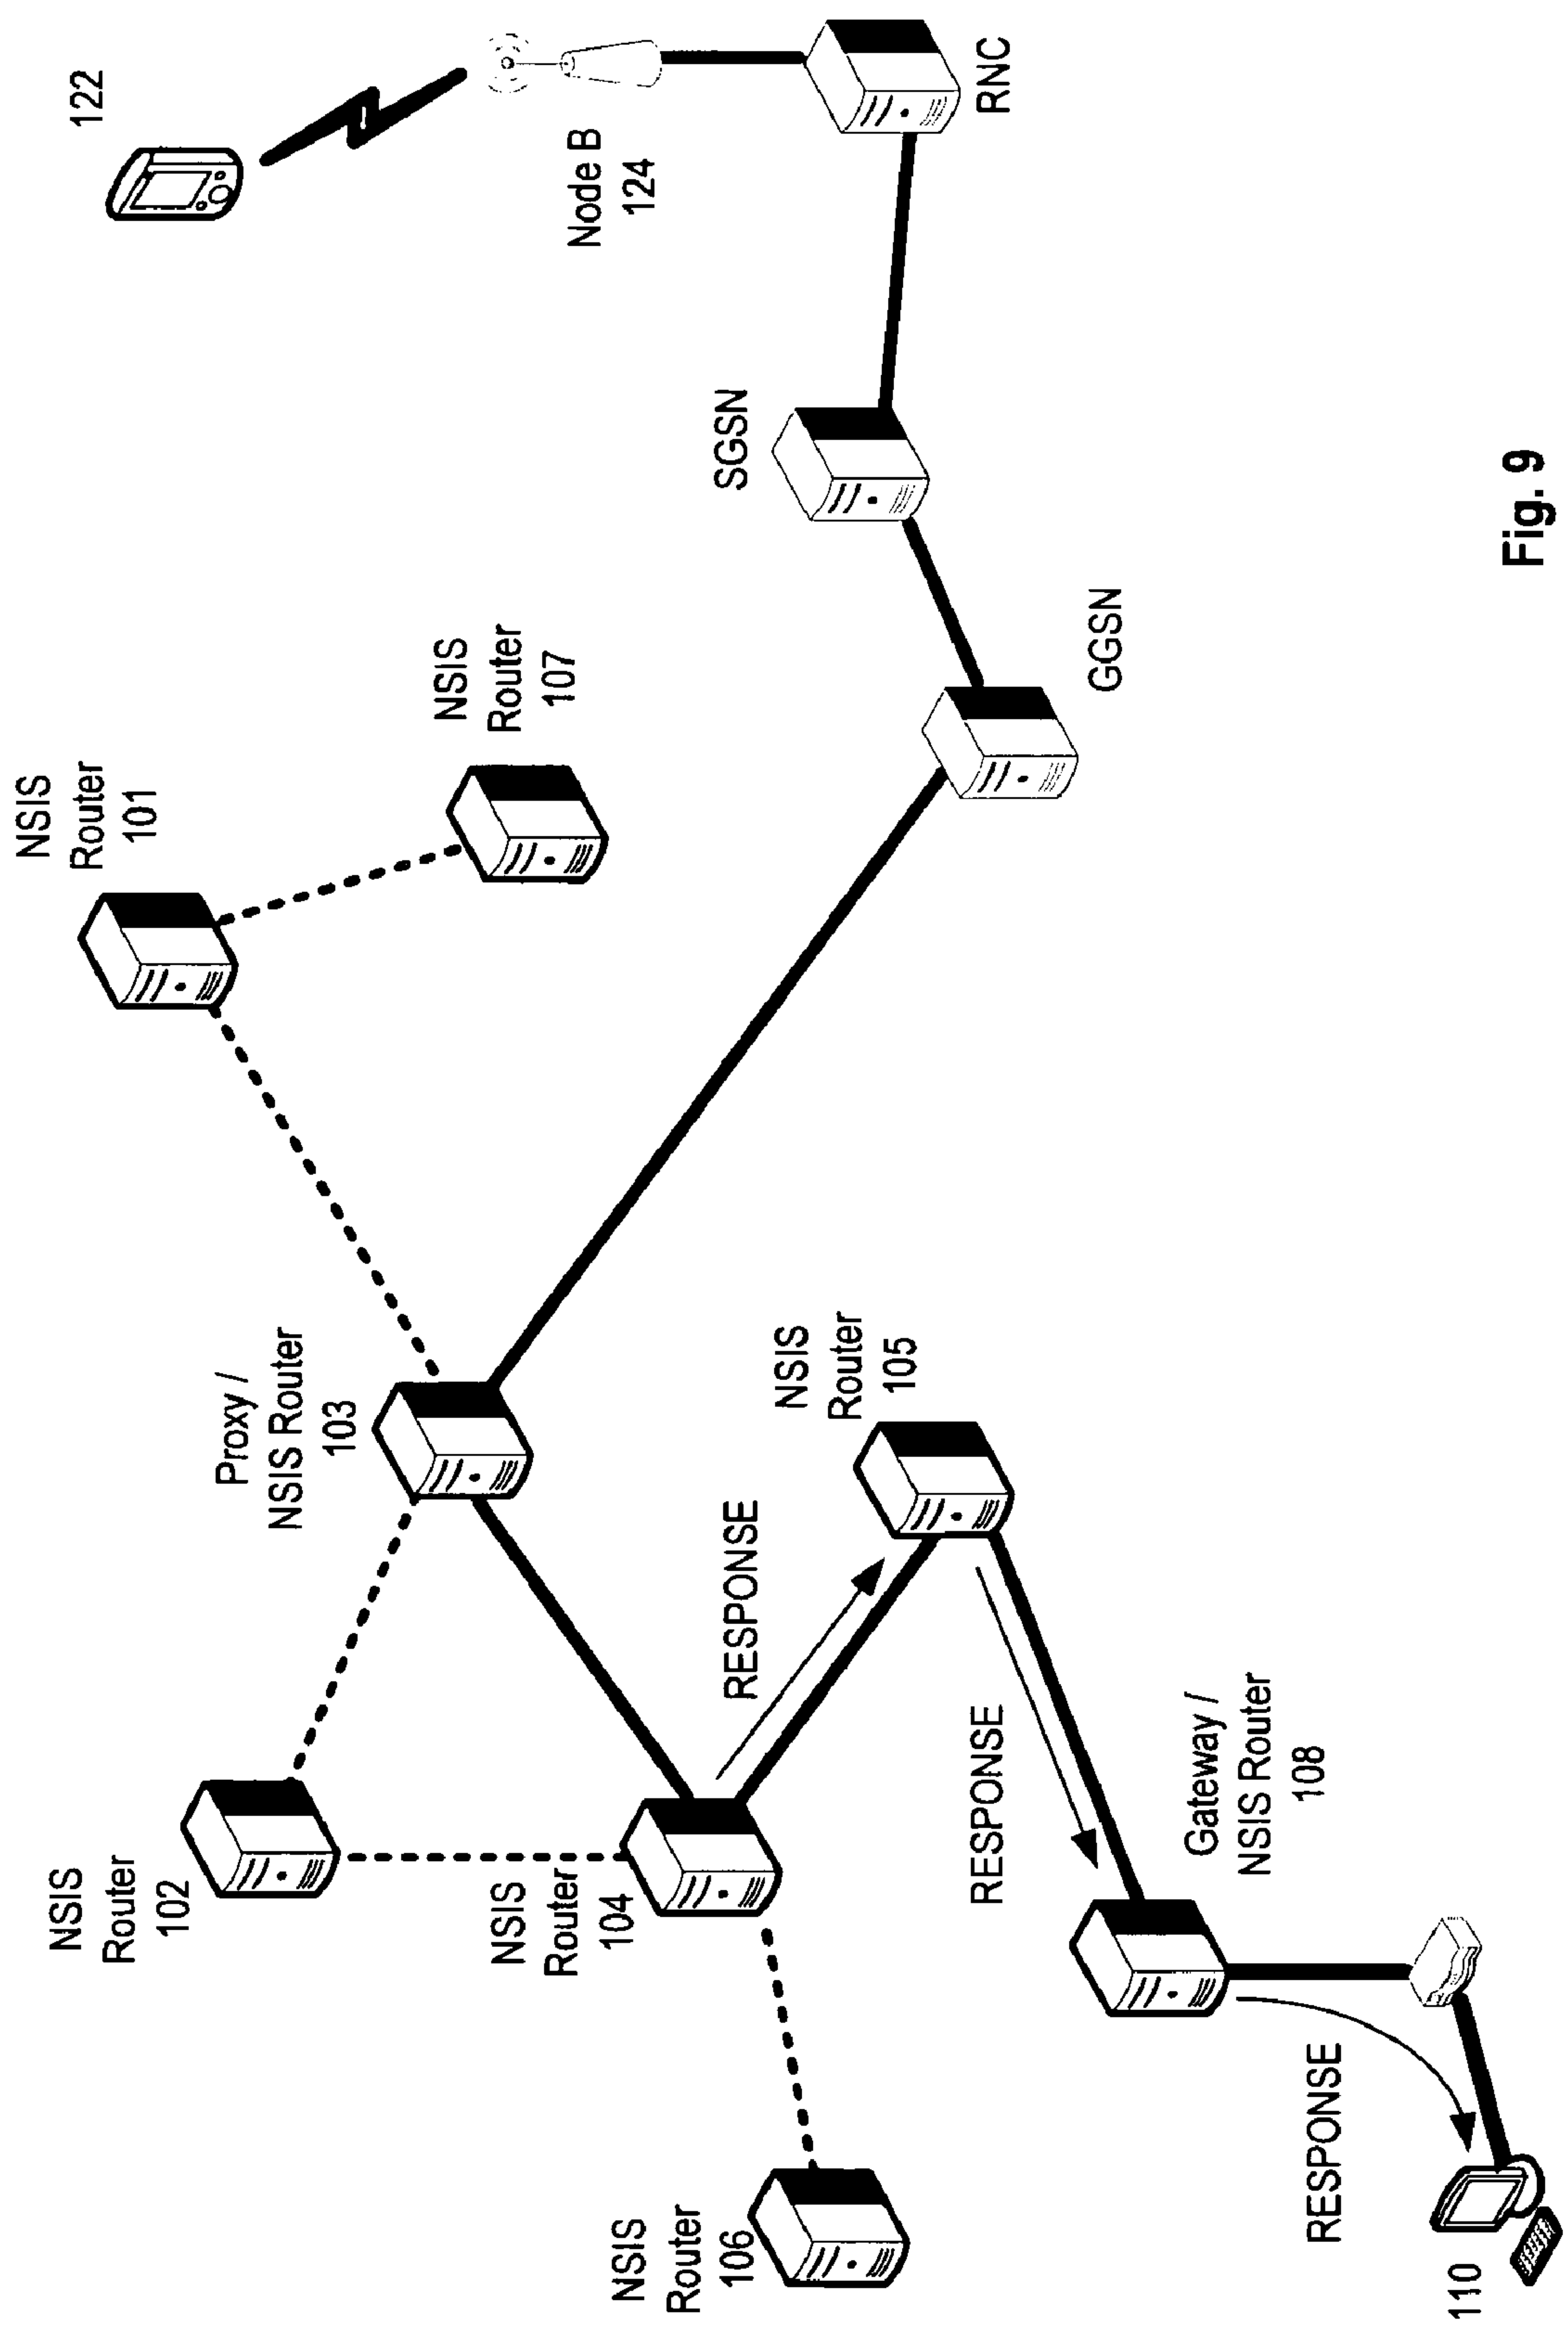 122
Node B
124
RNC
SGSN
GGSN
NSIS
Router
101
NSIS
Router
107
Proxy /
NSIS Router
103
NSIS
Router
105
RESPONSE
NSIS
Router
102
NSIS
Router
104
RESPONSE
Gateway /
NSIS Router
108
NSIS
Router
106
RESPONSE
110
Fig. 9